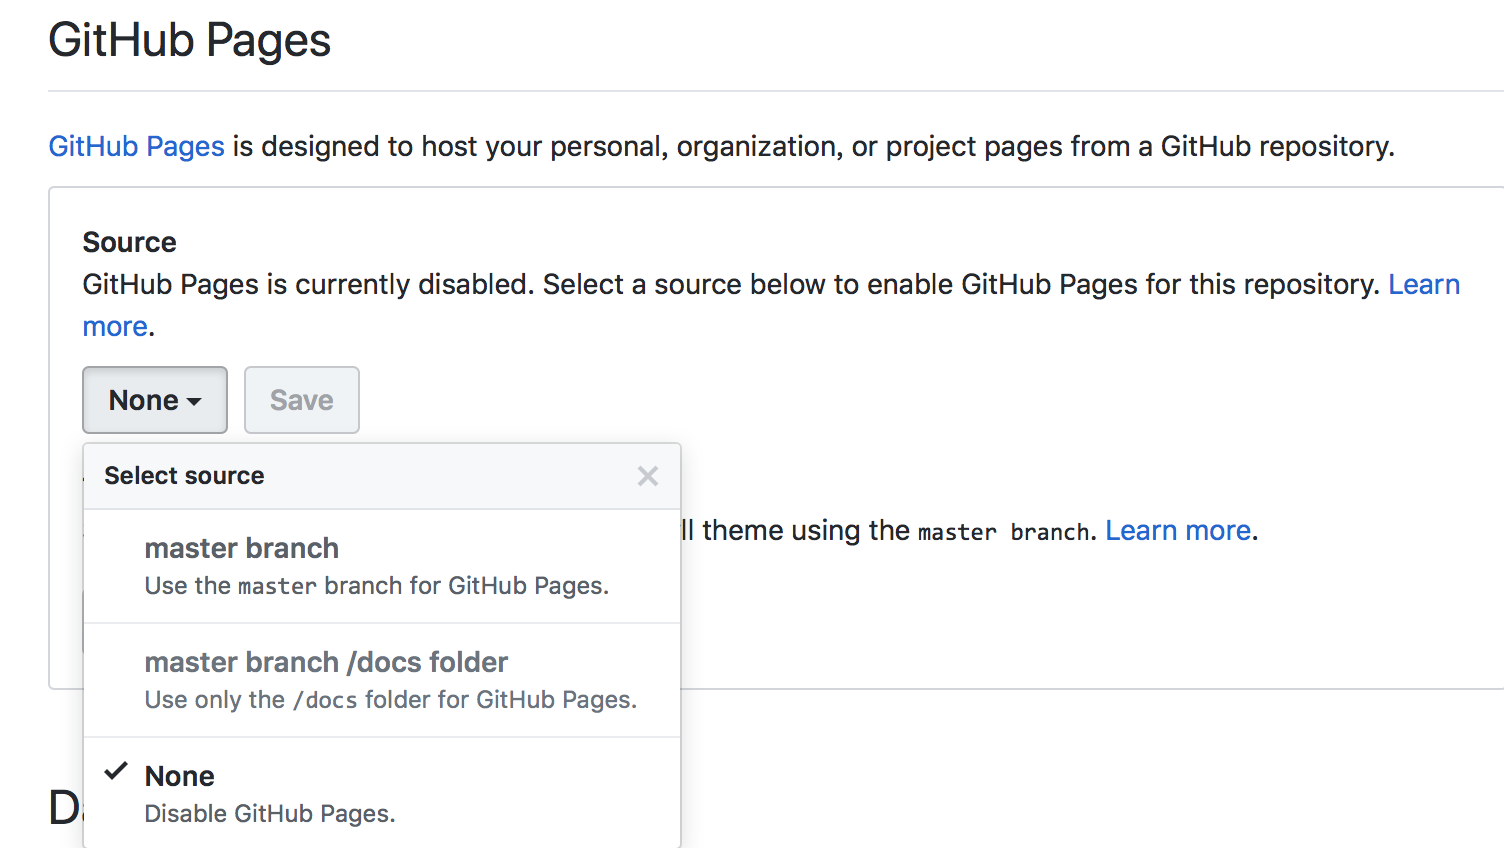 GitHub Pages
GitHub Pages is designed to host your personal, organization, or project pages from a GitHub repository.
Source
GitHub Pages is currently disabled. Select a source below to enable GitHub Pages for this repository. Learn
more.
None
Save
Select source
theme using the master branch. Learn more.
master branch
Use the master branch for GitHub Pages.
master branch /docs folder
Use only the /docs folder for GitHub Pages.
None
Disable GitHub Pages.